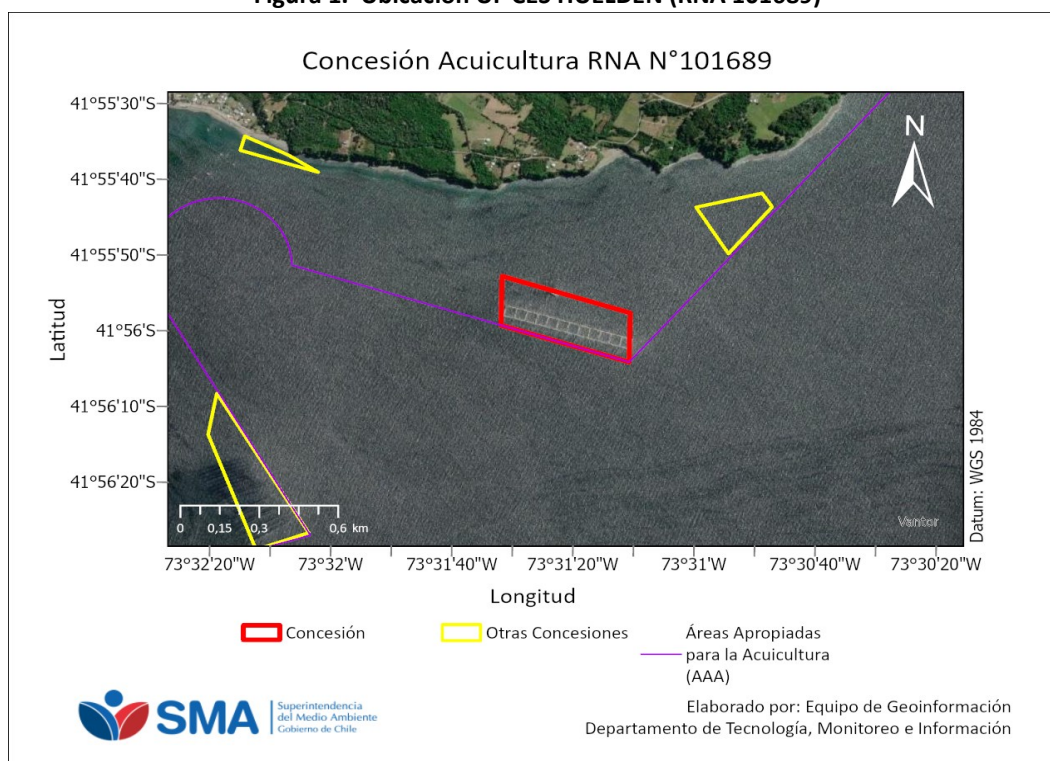 Figura 1. Ubicación UF CES HUELDEN (RNA 101689)
Concesión Acuicultura RNA N°101689
41°55'30"S
41°55'40"S
41°55'50"S
41°56'S
41°56'10"S
41°56'20"S
Latitud
N
Datum: WGS 1984
Vantor
0 0,15 0,3 0,6 km
73°32'20"W 73°32'W 73°31'40"W 73°31'20"W 73°31'W 73°30'40"W 73°30'20"W
Longitud
Concesión
Otras Concesiones
Áreas Apropiadas
para la Acuicultura
(AAA)
SMA
Superintendencia
del Medio Ambiente
Gobierno de Chile
Elaborado por: Equipo de Geoinformación
Departamento de Tecnología, Monitoreo e Información